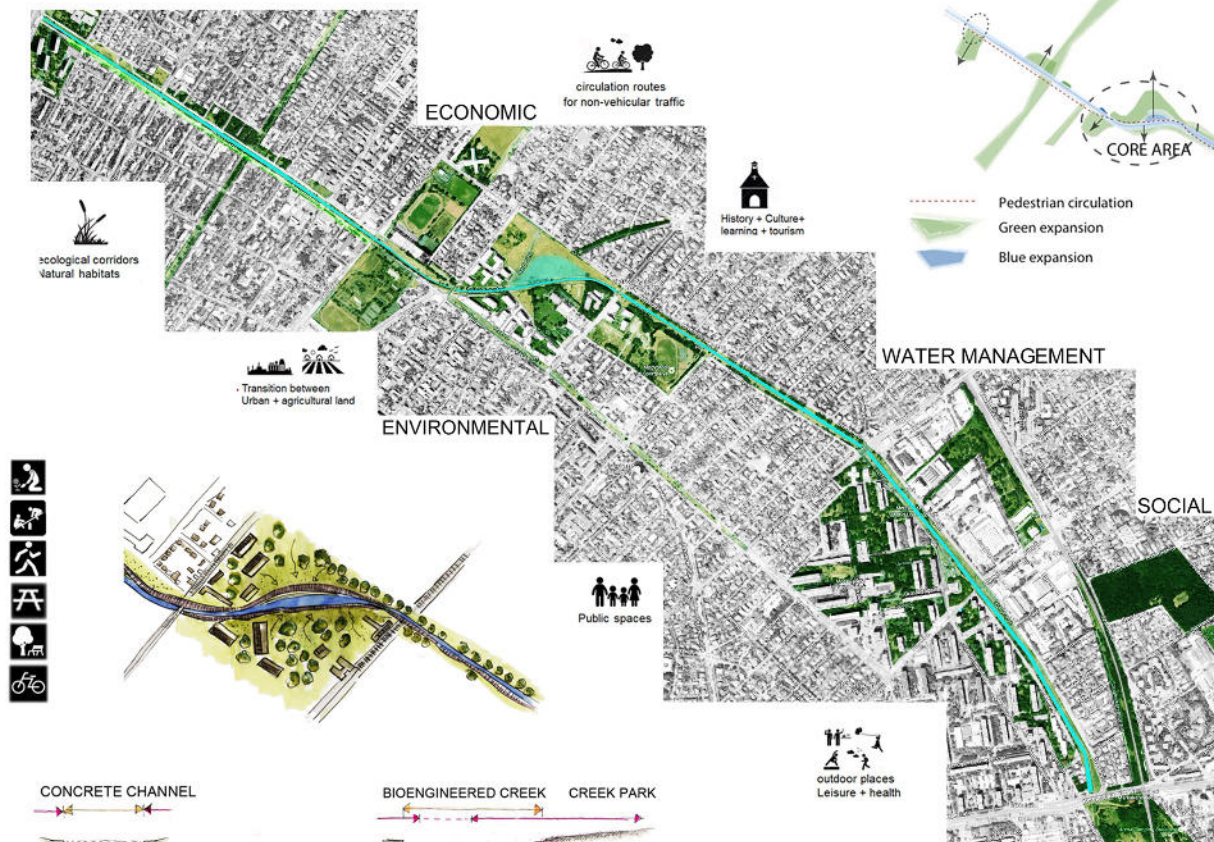 circulation routes
for non-vehicular traffic
ECONOMIC
CORE AREA
History + Culture+
learning + tourism
Pedestrian circulation
Green expansion
Blue expansion
ecological corridors
Natural habitats
WATER MANAGEMENT
Transition between
Urban + agricultural land
ENVIRONMENTAL
SOCIAL
Public spaces
outdoor places
Leisure + health
CONCRETE CHANNEL
BIOENGINEERED CREEK
CREEK PARK